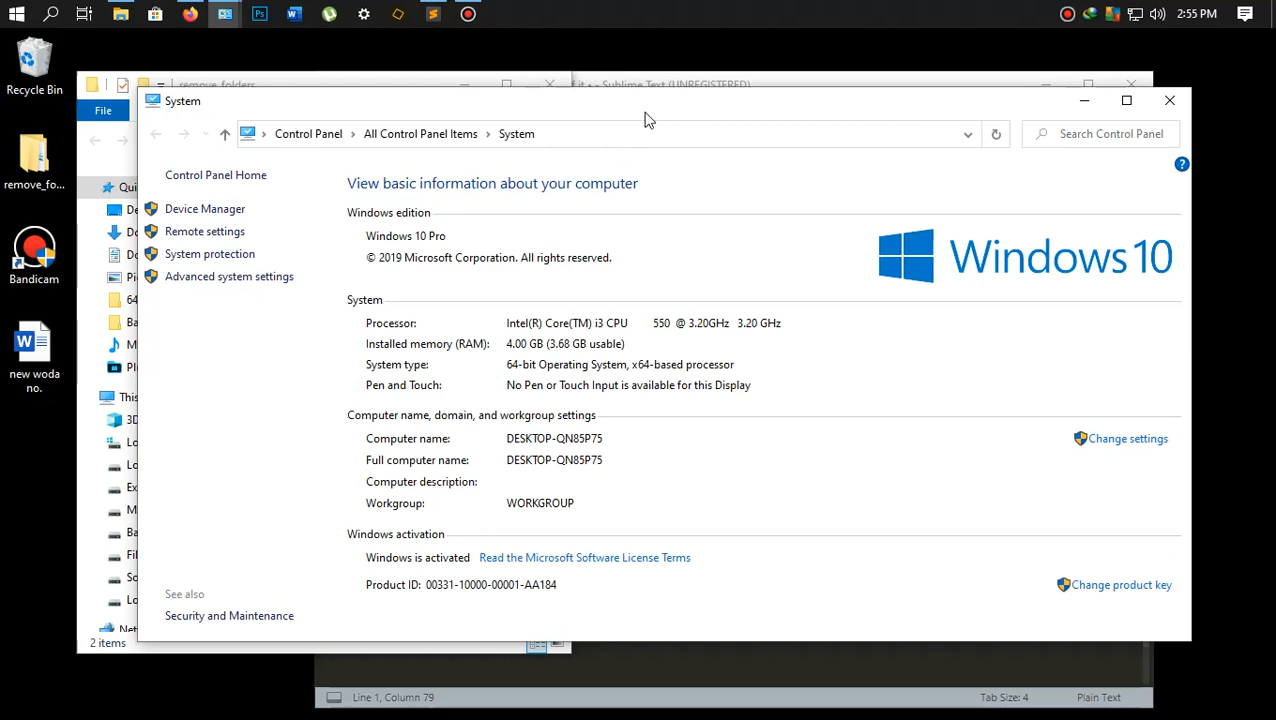 Ps
2:55 PM
Recycle Bin
remove_fo...
Bandicam
new woda
no.
remove_folders
Sublime Text (UNREGISTERED)
File
System
Control Panel
All Control Panel Items
System
Search Control Panel
Control Panel Home
Device Manager
Remote settings
System protection
Advanced system settings
See also
Security and Maintenance
View basic information about your computer
Windows edition
Windows 10 Pro
© 2019 Microsoft Corporation. All rights reserved.
Windows 10
System
Processor: Intel(R) Core(TM) i3 CPU 550 @ 3.20GHz 3.20 GHz
Installed memory (RAM): 4.00 GB (3.68 GB usable)
System type: 64-bit Operating System, x64-based processor
Pen and Touch: No Pen or Touch Input is available for this Display
Computer name, domain, and workgroup settings
Computer name: DESKTOP-QN85P75
Change settings
Full computer name: DESKTOP-QN85P75
Computer description:
Workgroup: WORKGROUP
Windows activation
Windows is activated Read the Microsoft Software License Terms
Product ID: 00331-10000-00001-AA184
Change product key
2 items
Line 1, Column 79
Tab Size: 4
Plain Text